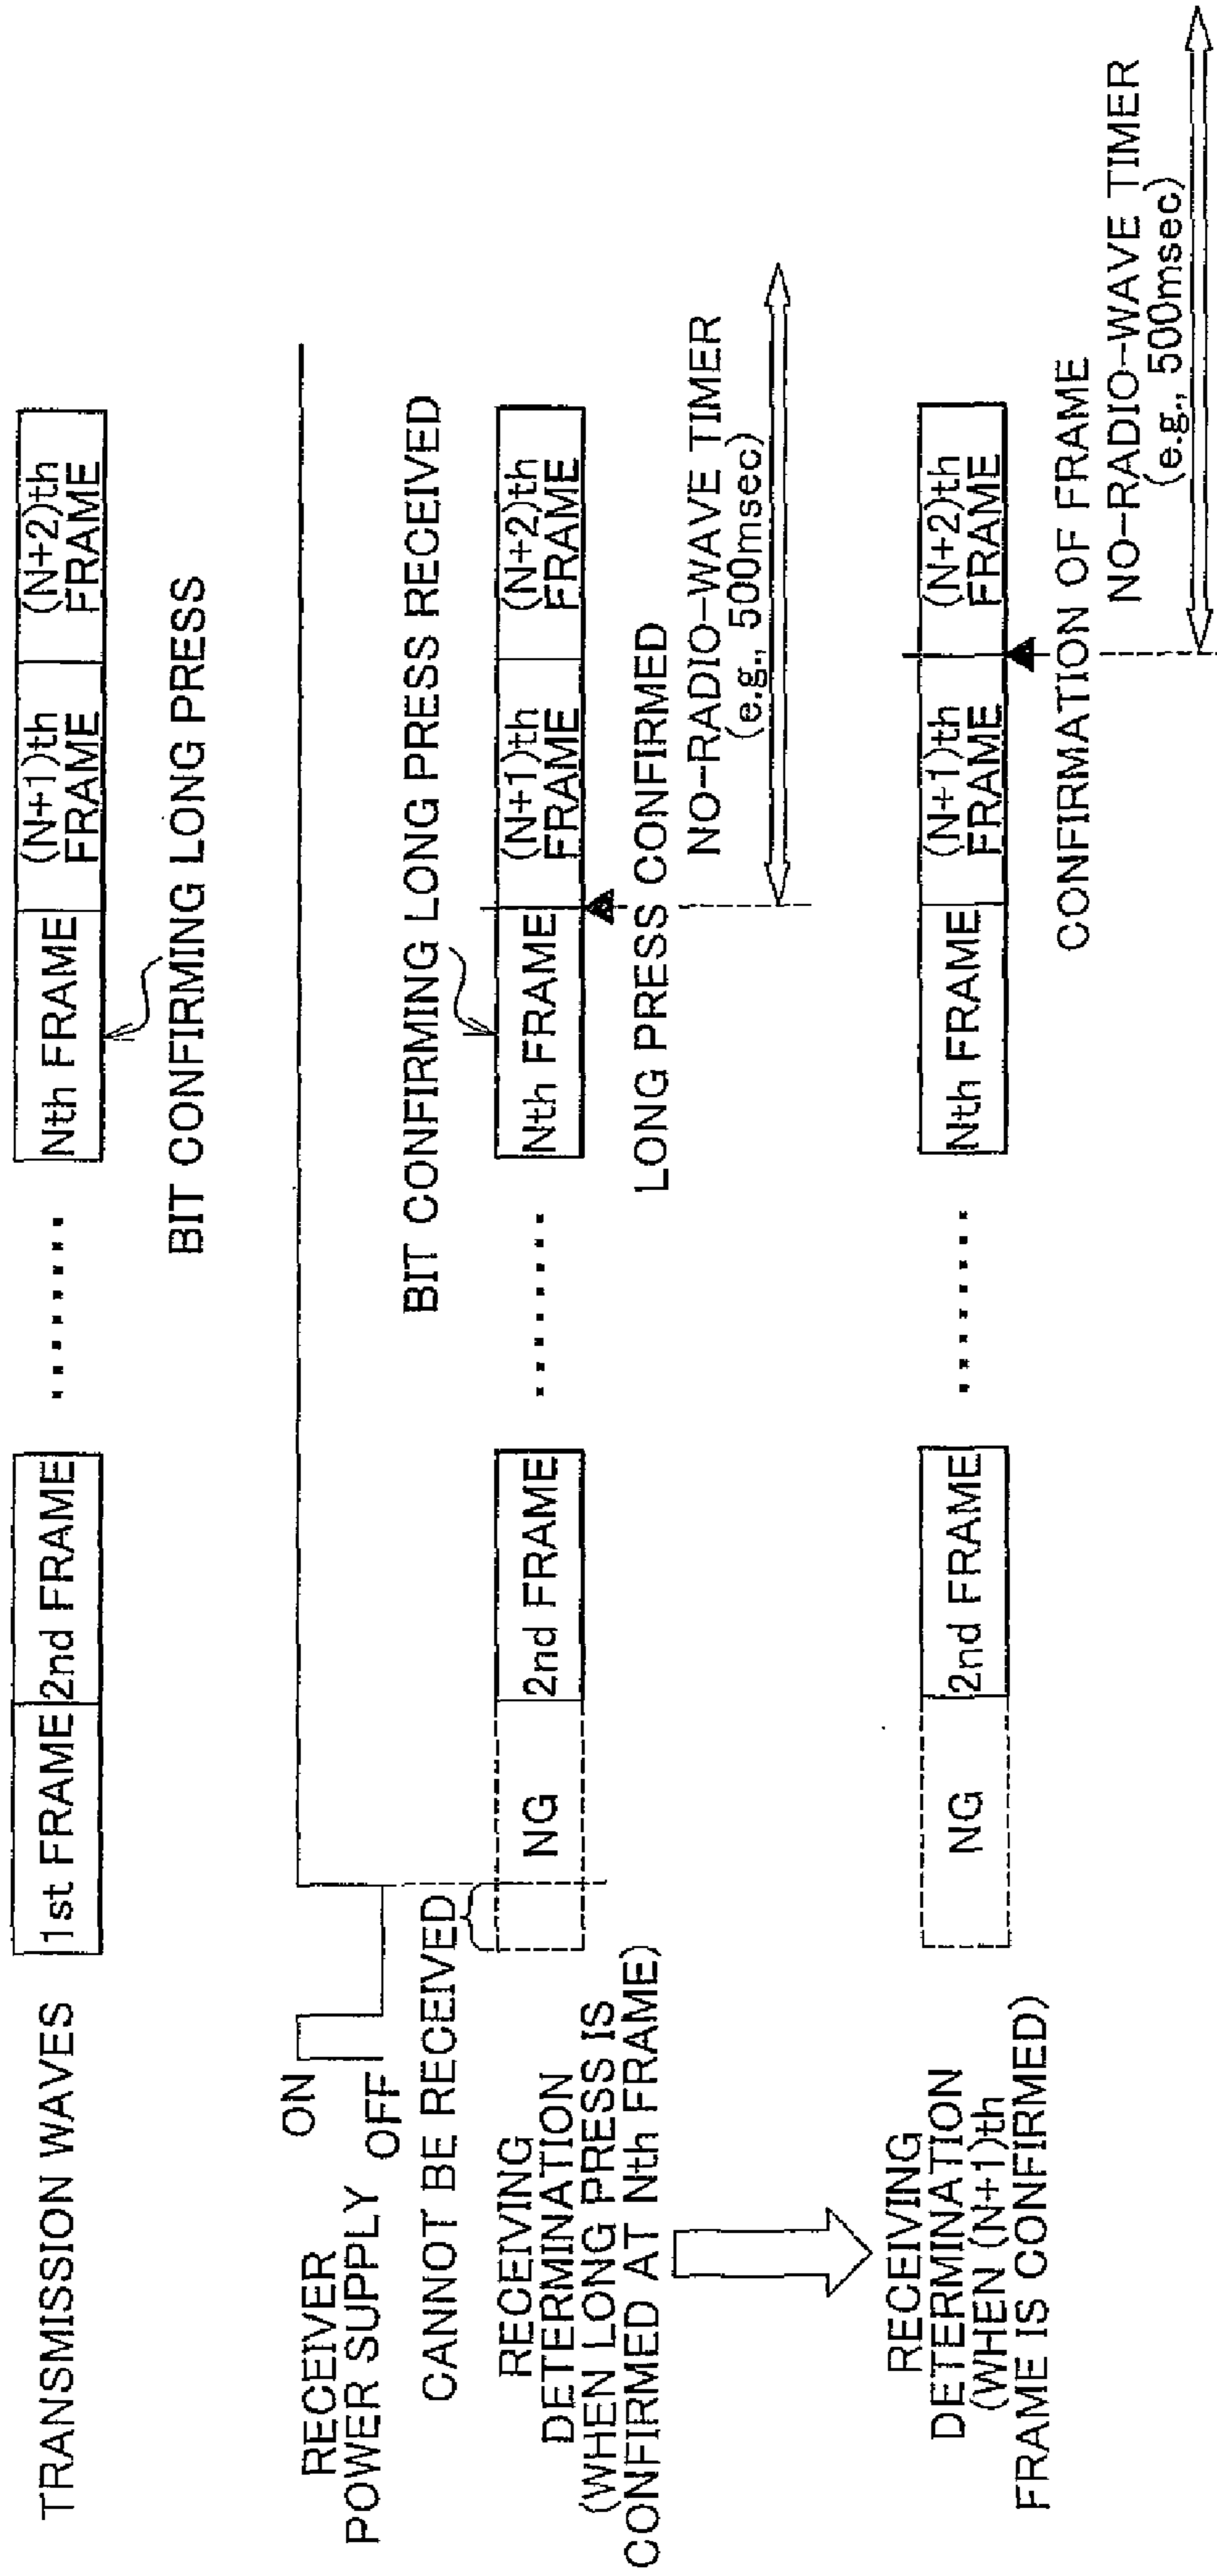 TRANSMISSION WAVES
1st FRAME
2nd FRAME
.......
Nth FRAME
(N+1)th
FRAME
(N+2)th
FRAME
BIT CONFIRMING LONG PRESS
RECEIVER
POWER SUPPLY
ON
OFF
CANNOT BE RECEIVED
BIT CONFIRMING LONG PRESS RECEIVED
RECEIVING
DETERMINATION
(WHEN LONG PRESS IS
CONFIRMED AT Nth FRAME)
NG
2nd FRAME
........
Nth FRAME
(N+1)th
FRAME
(N+2)th
FRAME
LONG PRESS CONFIRMED
NO-RADIO-WAVE TIMER
(e.g., 500msec)
RECEIVING
DETERMINATION
(WHEN (N+1)th
FRAME IS CONFIRMED)
NG
2nd FRAME
........
Nth FRAME
(N+1)th
FRAME
(N+2)th
FRAME
CONFIRMATION OF FRAME
NO-RADIO-WAVE TIMER
(e.g., 500msec)